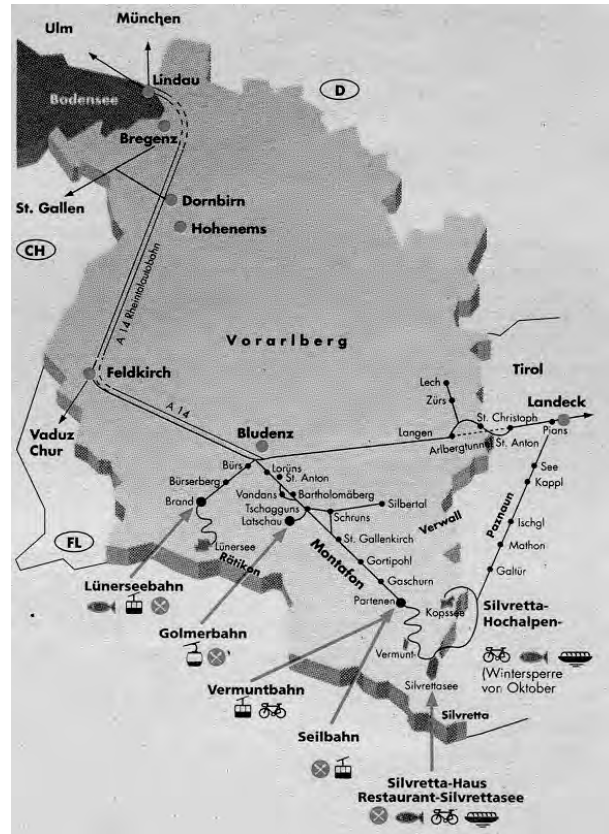 München
Ulm
Lindau
Bodensee
D
Bregenz
St. Gallen
Dornbirn
Hohenems
CH
A 14 Rheintalautobahn
Vorarlberg
Feldkirch
Tirol
Lech
Zürs
St. Christoph
Landeck
A 14
Vaduz
Chur
Bludenz
Langen
Arlbergtunnel
St. Anton
Pians
Bürs
Lorüns
St. Anton
See
Kappl
Bürserberg
Vandans
Bartholomäberg
Brand
Tschagguns
Silbertal
Latschau
Schruns
Verwall
Paznaun
Ischgl
FL
Lünersee
St. Gallenkirch
Rätikon
Montafon
Gortipohl
Mathon
Lünerseebahn
Gaschurn
Galtür
Partenen
Kopssee
Silvretta-
Hochalpen-
Golmerbahn
Vermunt-
Vermuntbahn
(Wintersperre
von Oktober
Silvrettasee
Silvretta
Seilbahn
Silvretta-Haus
Restaurant-Silvrettasee